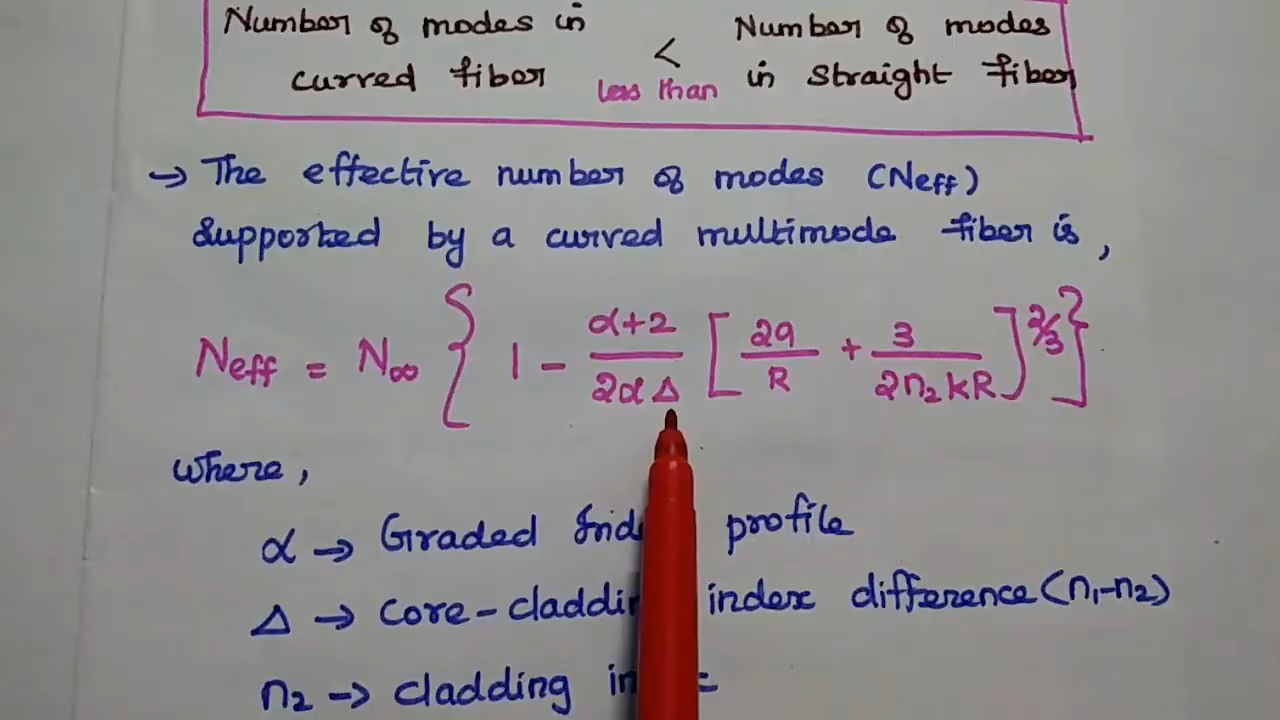 Number of modes in curved fiber < less than Number of modes in straight fiber
→ The effective number of modes (Neff)
supported by a curved multimode fiber is,
Neff = N∞ { 1 - α+2 / 2αΔ [ 2a / R + 3 / 2n₂kR ]^2/3 }
where,
α → Graded profile
Δ → core-cladding index difference (n₁-n₂)
n₂ → cladding